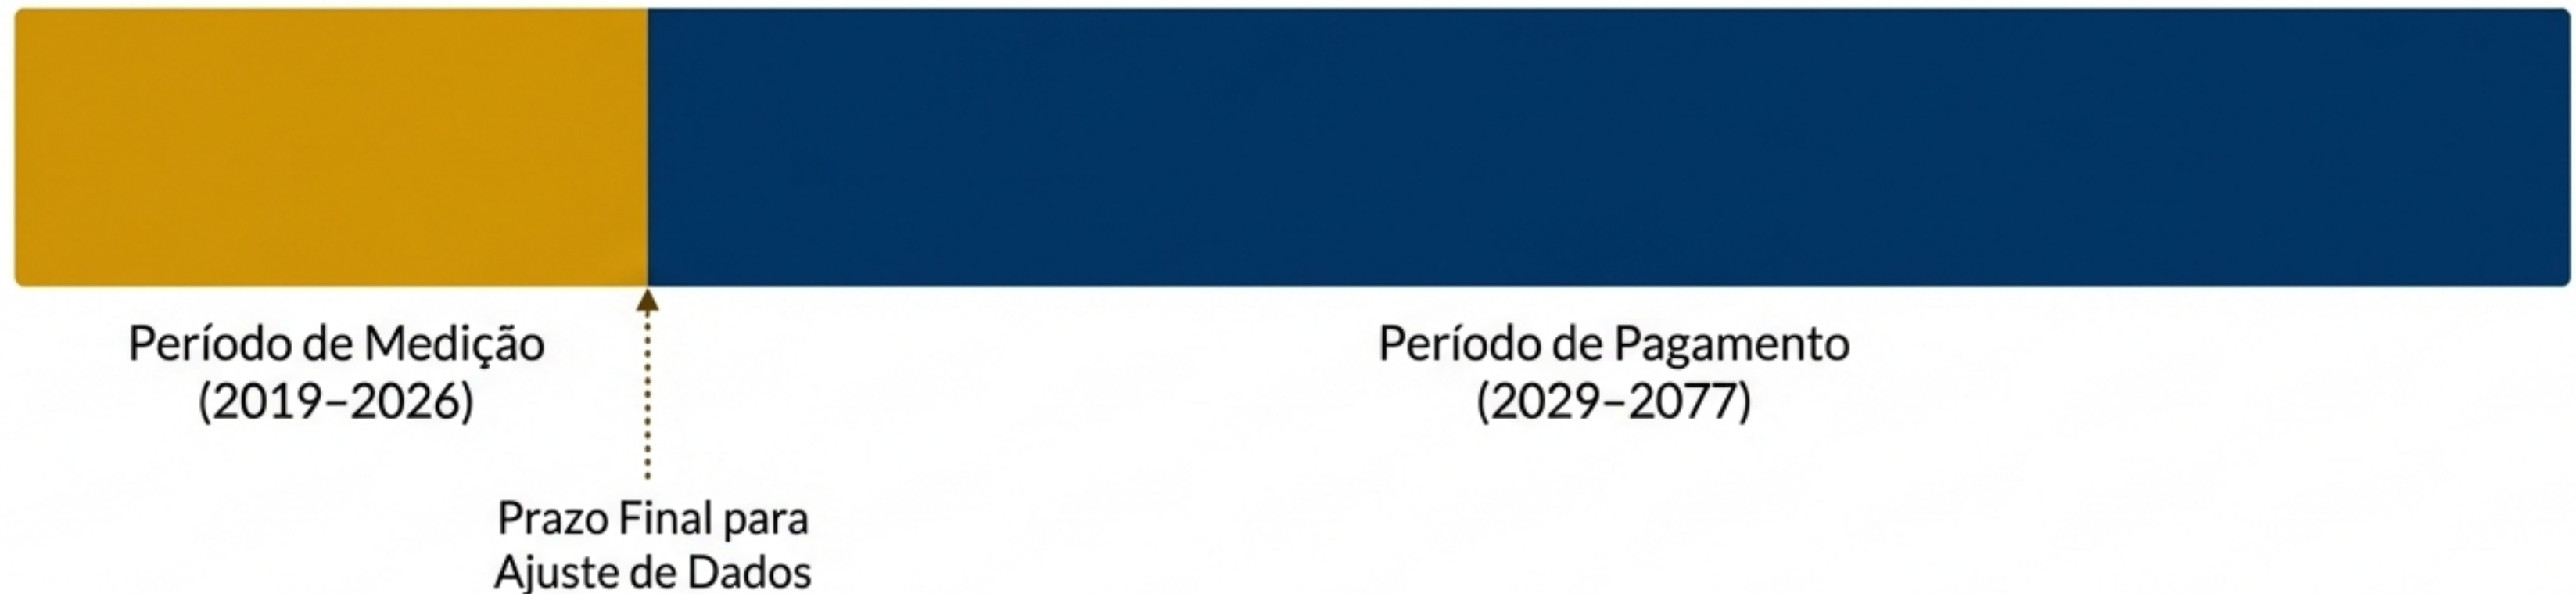 Período de Medição
(2019–2026)
Período de Pagamento
(2029–2077)
Prazo Final para
Ajuste de Dados